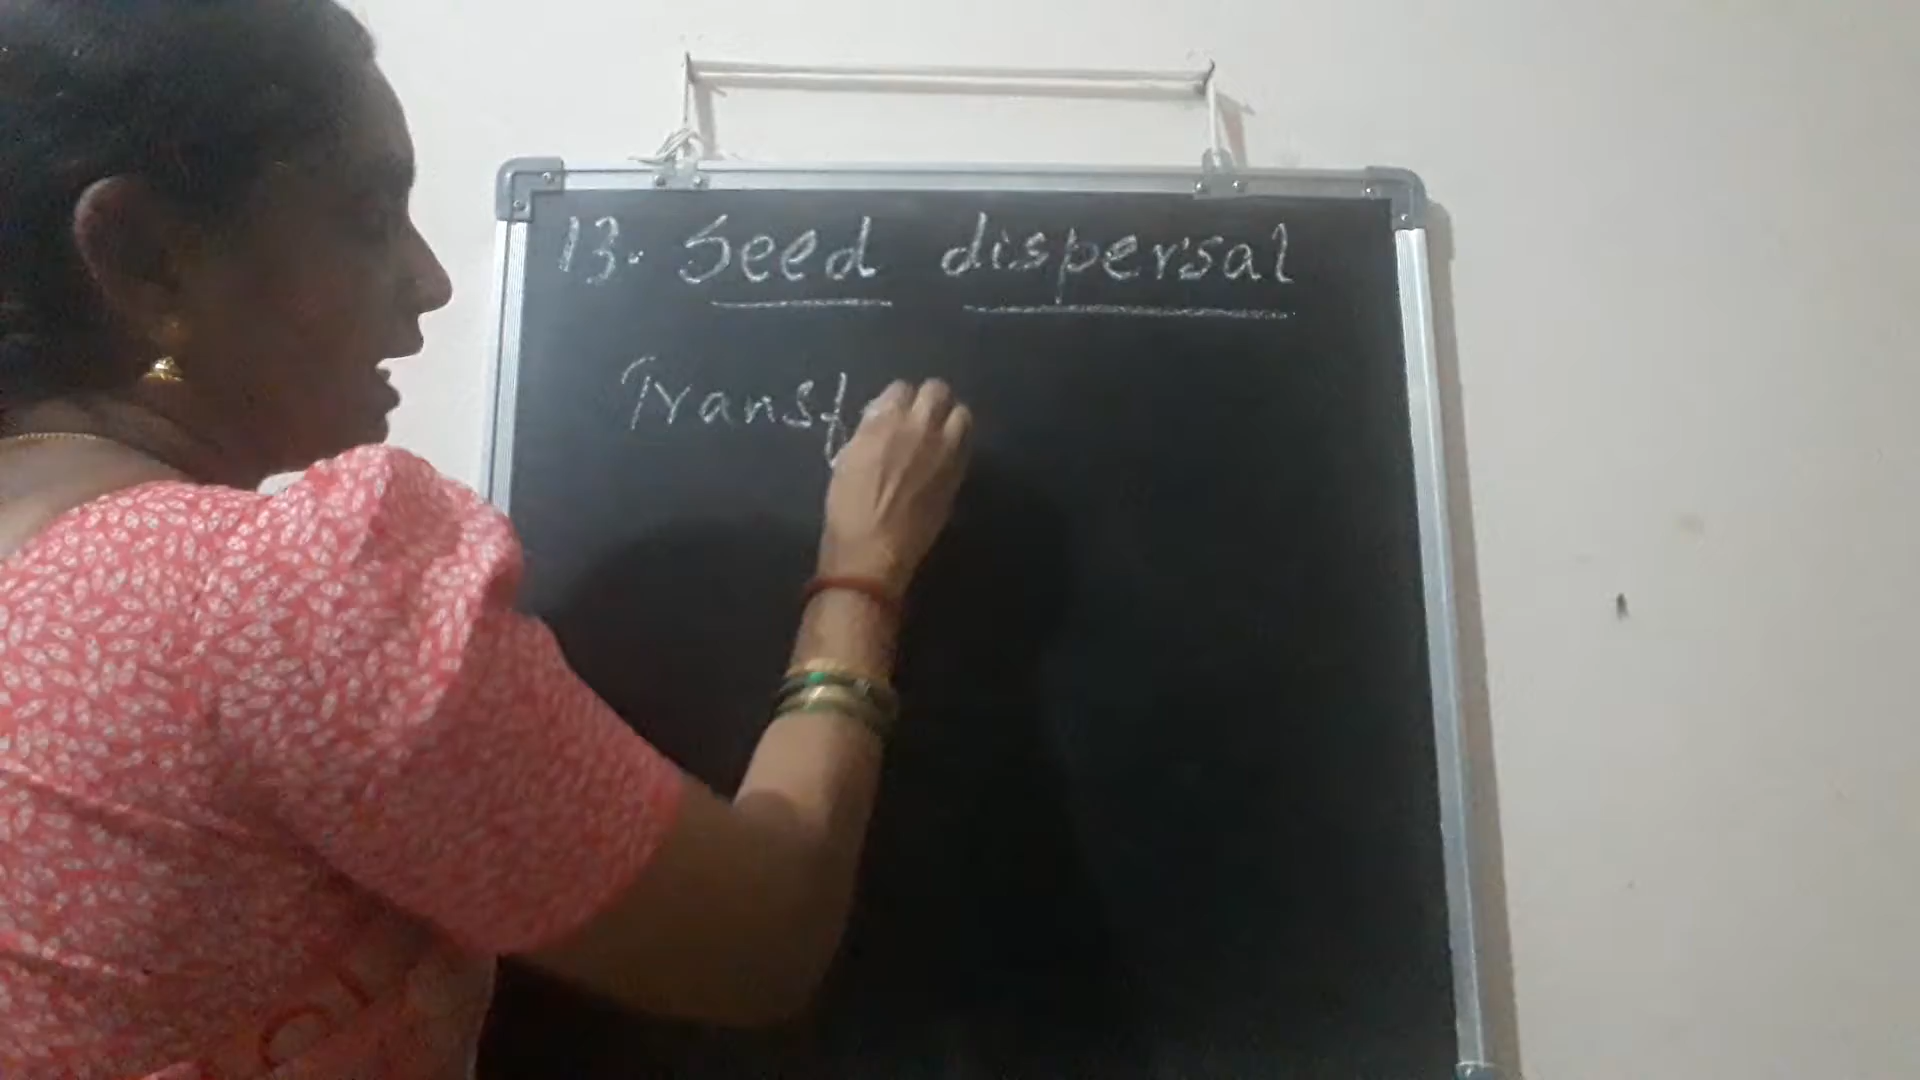 13. Seed dispersal
Transf